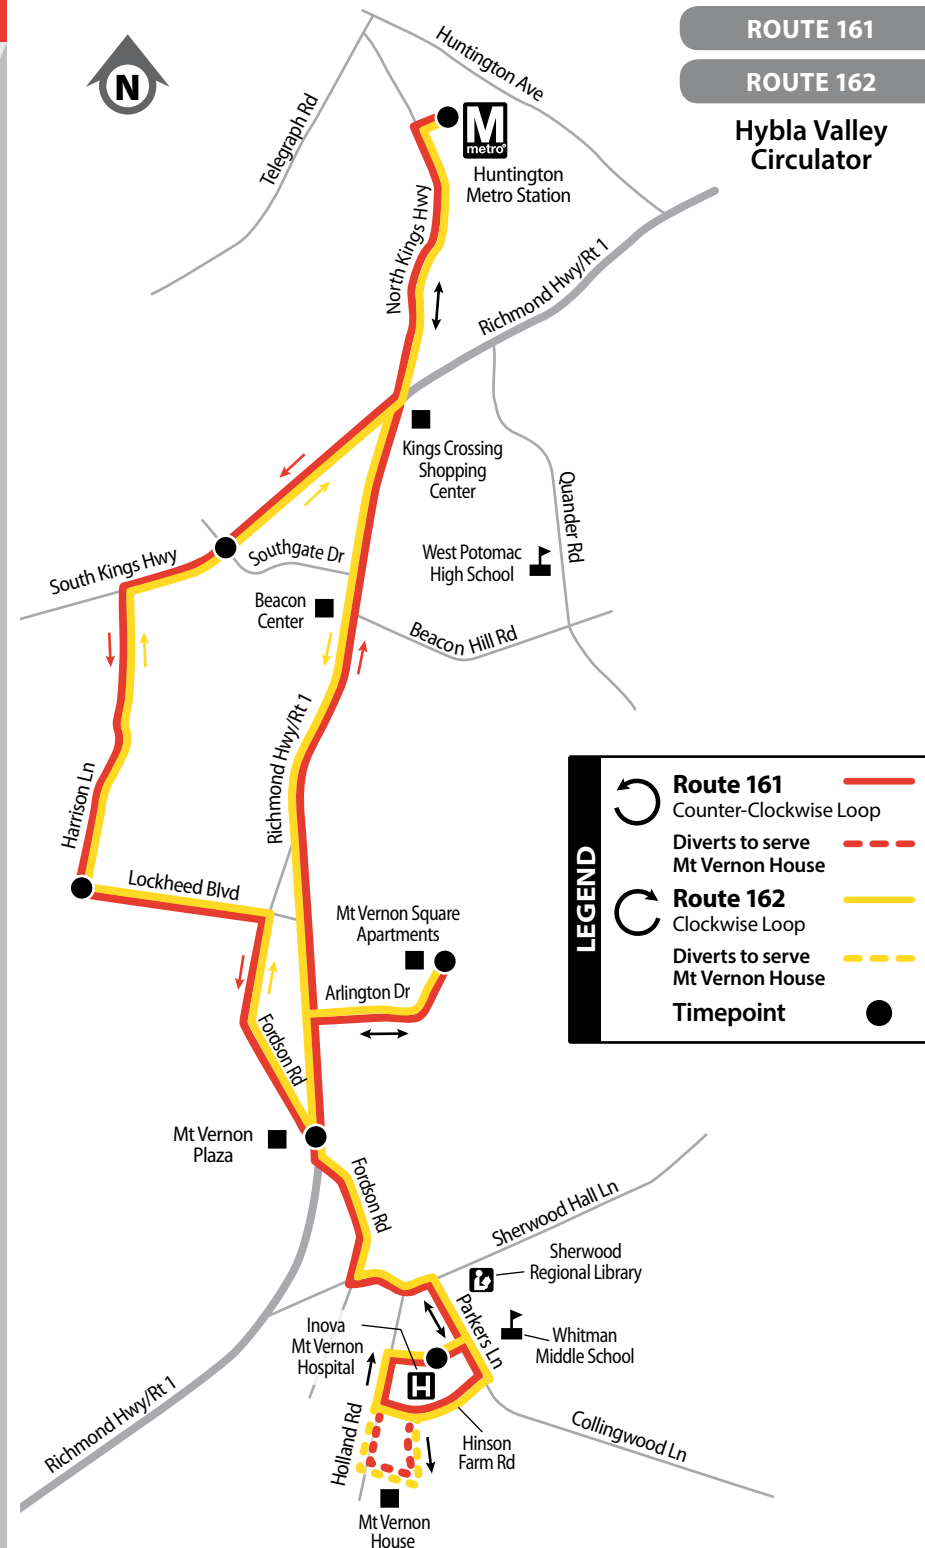 ROUTE 161
ROUTE 162
Hybla Valley
Circulator
N
Huntington Ave
Telegraph Rd
M
metro®
Huntington
Metro Station
North Kings Hwy
Richmond Hwy/Rt 1
Kings Crossing
Shopping
Center
Quander Rd
West Potomac
High School
South Kings Hwy
Southgate Dr
Beacon
Center
Beacon Hill Rd
Richmond Hwy/Rt 1
Harrison Ln
Lockheed Blvd
LEGEND
Route 161
Counter-Clockwise Loop
Diverts to serve
Mt Vernon House
Route 162
Clockwise Loop
Diverts to serve
Mt Vernon House
Timepoint
Mt Vernon Square
Apartments
Arlington Dr
Fordson Rd
Mt Vernon
Plaza
Fordson Rd
Sherwood Hall Ln
Sherwood
Regional Library
Parkers Ln
Whitman
Middle School
Inova
Mt Vernon
Hospital
H
Holland Rd
Hinson
Farm Rd
Collingwood Ln
Richmond Hwy/Rt 1
Mt Vernon
House